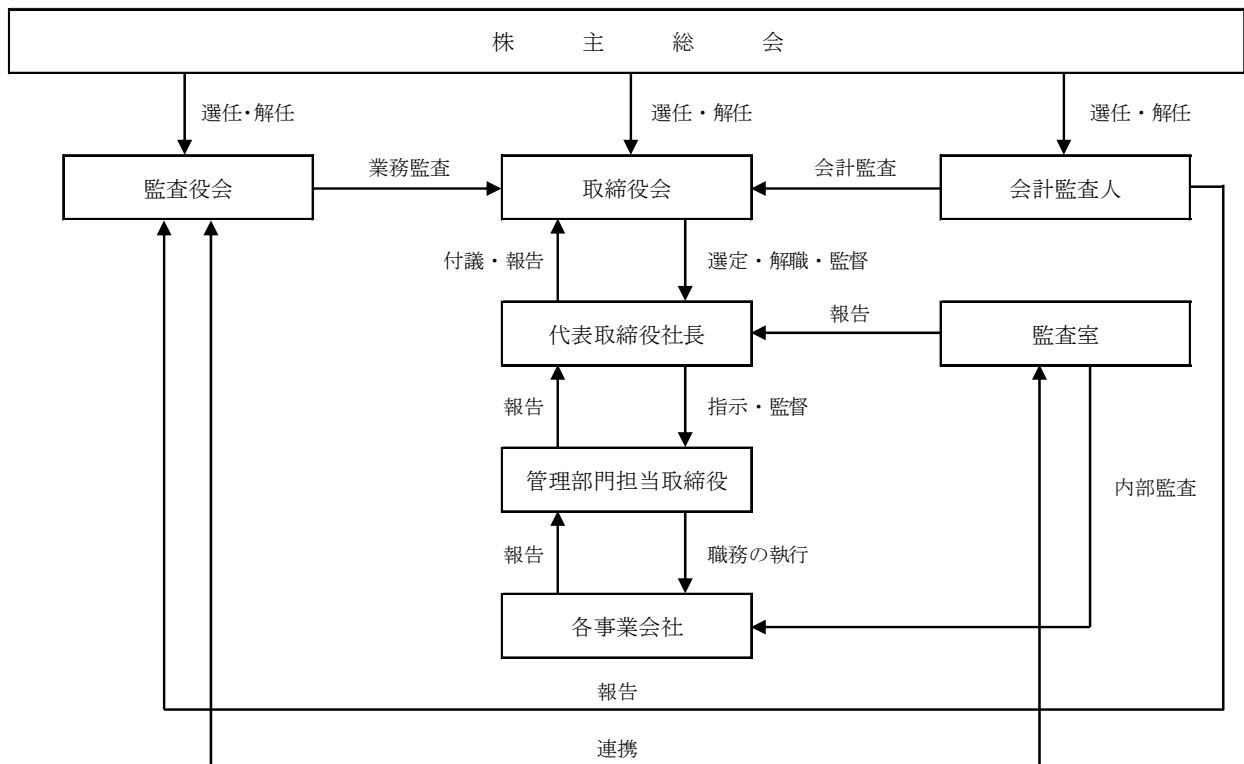 株主総会
選任・解任
選任・解任
選任・解任
監査役会
業務監査
取締役会
会計監査
会計監査人
付議・報告
選定・解職・監督
代表取締役社長
報告
監査室
報告
指示・監督
管理部門担当取締役
内部監査
報告
職務の執行
各事業会社
報告
連携